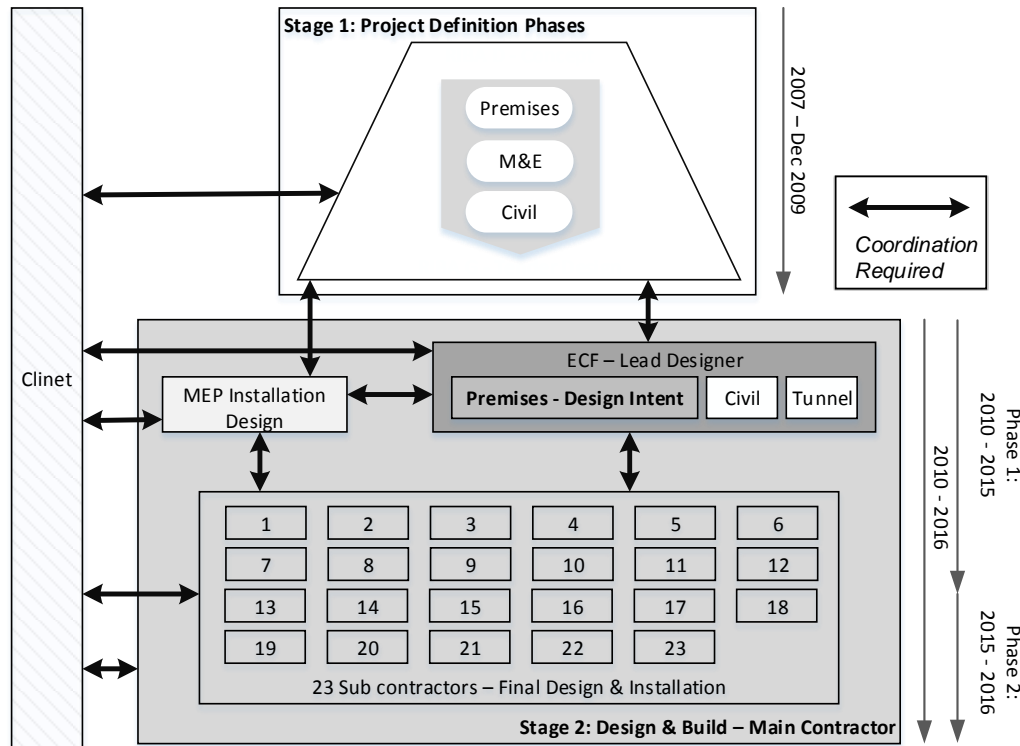 Stage 1: Project Definition Phases
Premises
M&E
Civil
2007 – Dec 2009
Coordination
Required
Clinet
ECF – Lead Designer
Premises - Design Intent
Civil
Tunnel
MEP Installation
Design
1
2
3
4
5
6
7
8
9
10
11
12
13
14
15
16
17
18
19
20
21
22
23
23 Sub contractors – Final Design & Installation
Stage 2: Design & Build – Main Contractor
2010 - 2016
Phase 1:
2010 - 2015
Phase 2:
2015 - 2016